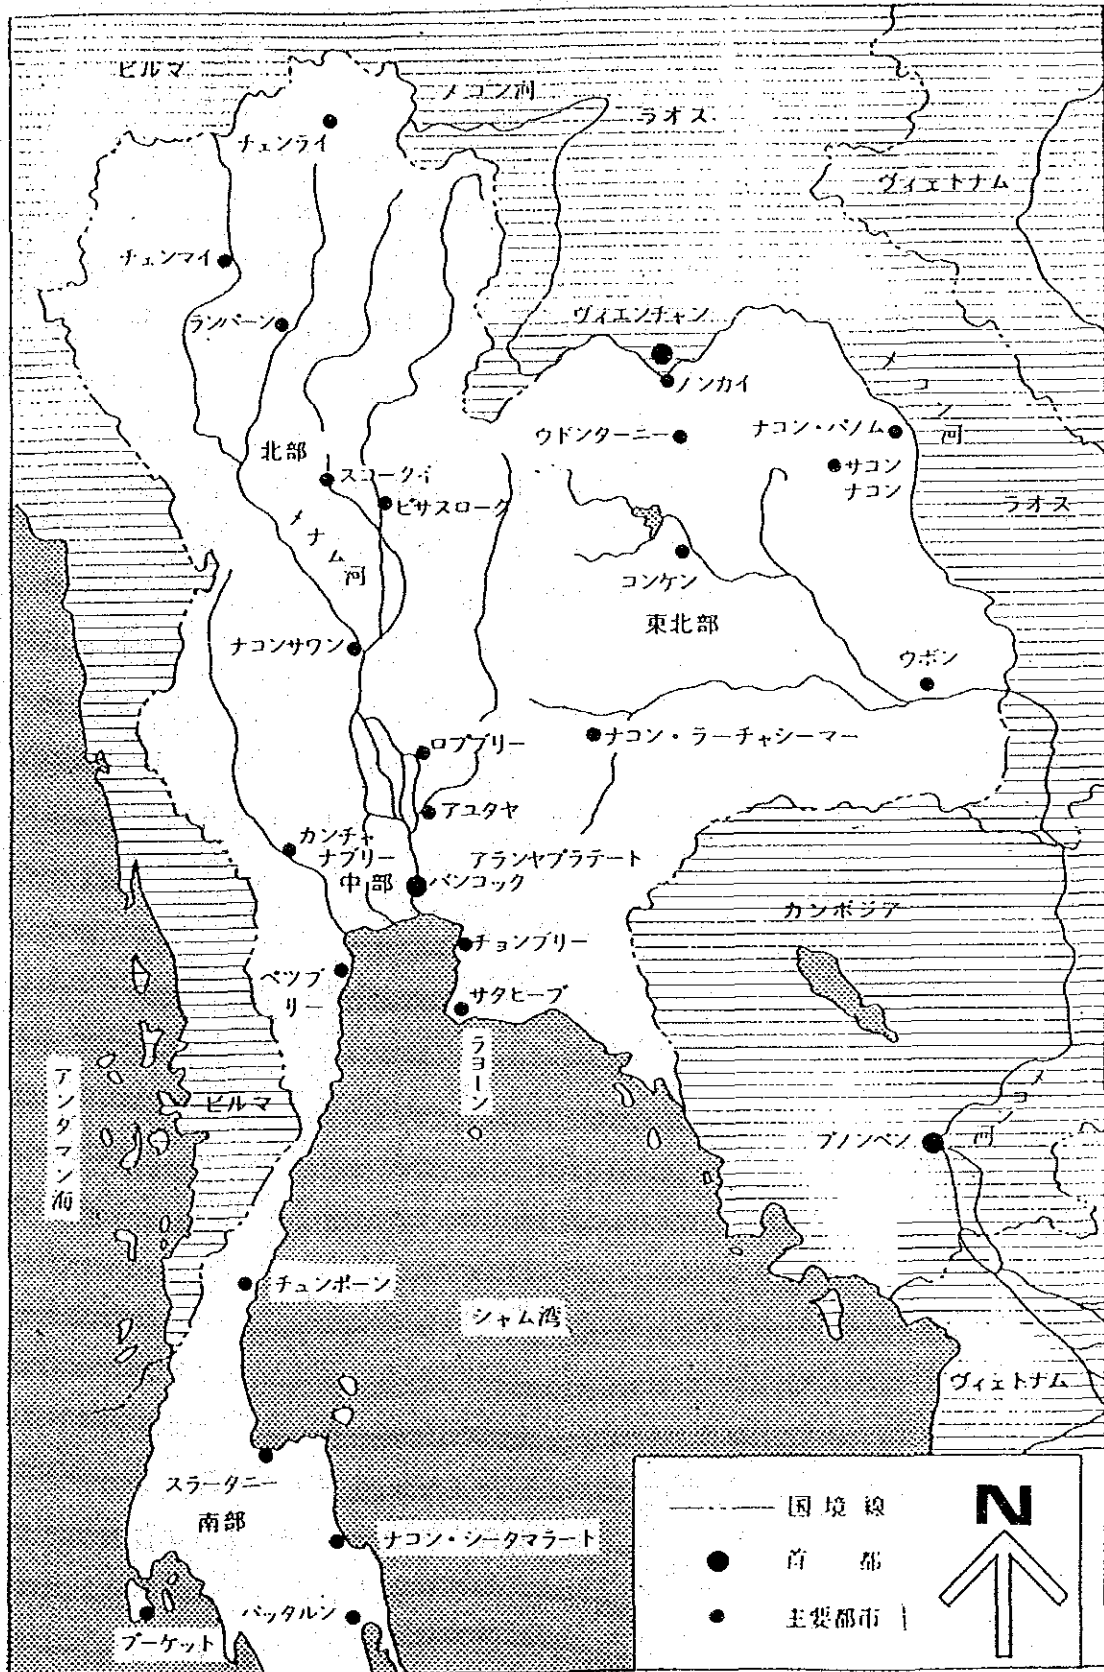 ビルマ
メコン河
ラオス
チェンライ
ヴィェトナム
チェンマイ
ランパーン
ヴィエンチャン
ノンカイ
メコン河
ウドンターニー
ナコン・パノム
北部
サコン
ナコン
スコータイ
ピサスローク
ラオス
メナム河
コンケン
東北部
ナコンサワン
ウボン
ロブブリー
ナコン・ラーチャシーマー
アユタヤ
カンチャ
ナブリー
アランヤプラテート
中部
バンコック
カンボジア
チョンブリー
ペツブ
リー
サタヒープ
ラヨーン
アンダマン海
ビルマ
メコン河
プノンペン
チュンポーン
シャム湾
ヴィェトナム
スラータニー
南部
国境線
N
首都
ナコン・シータマラート
主要都市
パッタルン
プーケット